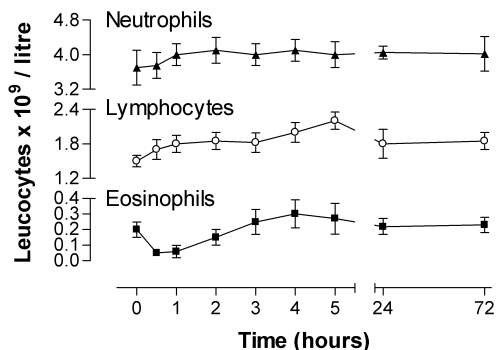 Neutrophils
4.8
4.0
3.2
Lymphocytes
2.4
1.8
1.2
Eosinophils
0.4
0.3
0.2
0.1
0.0
Leucocytes x 10⁹ / litre
0 1 2 3 4 5 24 72
Time (hours)